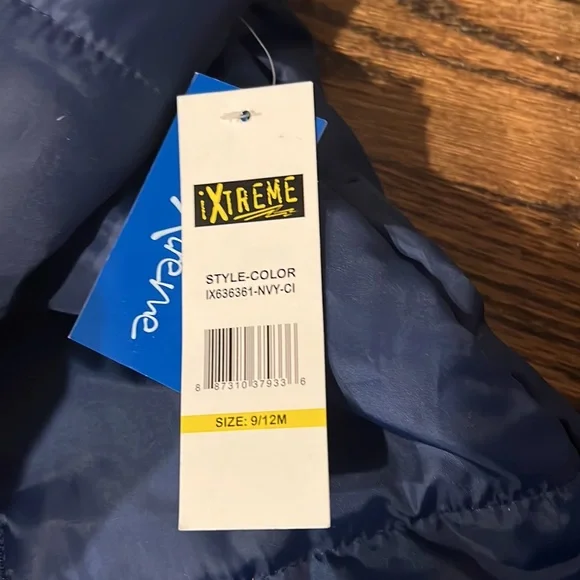 iXTREME
STYLE-COLOR
IX636361-NVY-CI
8 87310 37933 6
SIZE: 9/12M